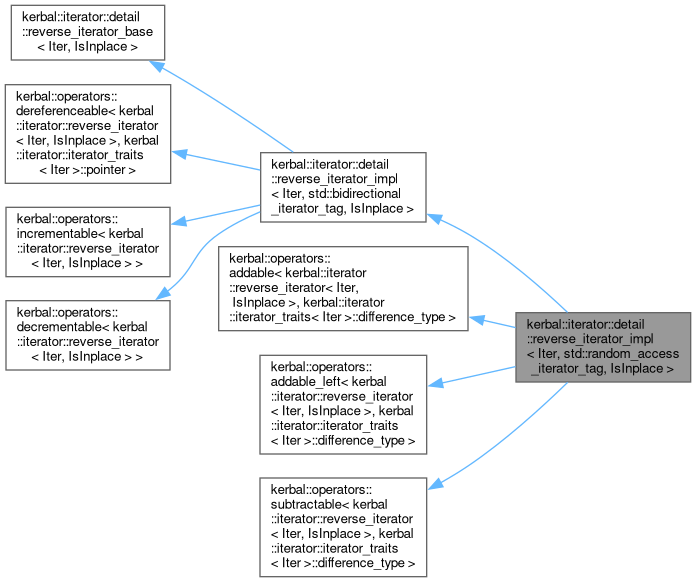 kerbal::iterator::detail
::reverse_iterator_base
< Iter, IsInplace >
kerbal::operators::
dereferenceable< kerbal
::iterator::reverse_iterator
< Iter, IsInplace >, kerbal
::iterator::iterator_traits
< Iter >::pointer >
kerbal::operators::
incrementable< kerbal
::iterator::reverse_iterator
< Iter, IsInplace > >
kerbal::operators::
decrementable< kerbal
::iterator::reverse_iterator
< Iter, IsInplace > >
kerbal::iterator::detail
::reverse_iterator_impl
< Iter, std::bidirectional
_iterator_tag, IsInplace >
kerbal::operators::
addable< kerbal::iterator
::reverse_iterator< Iter,
IsInplace >, kerbal::iterator
::iterator_traits< Iter >::difference_type >
kerbal::operators::
addable_left< kerbal
::iterator::reverse_iterator
< Iter, IsInplace >, kerbal
::iterator::iterator_traits
< Iter >::difference_type >
kerbal::operators::
subtractable< kerbal
::iterator::reverse_iterator
< Iter, IsInplace >, kerbal
::iterator::iterator_traits
< Iter >::difference_type >
kerbal::iterator::detail
::reverse_iterator_impl
< Iter, std::random_access
_iterator_tag, IsInplace >